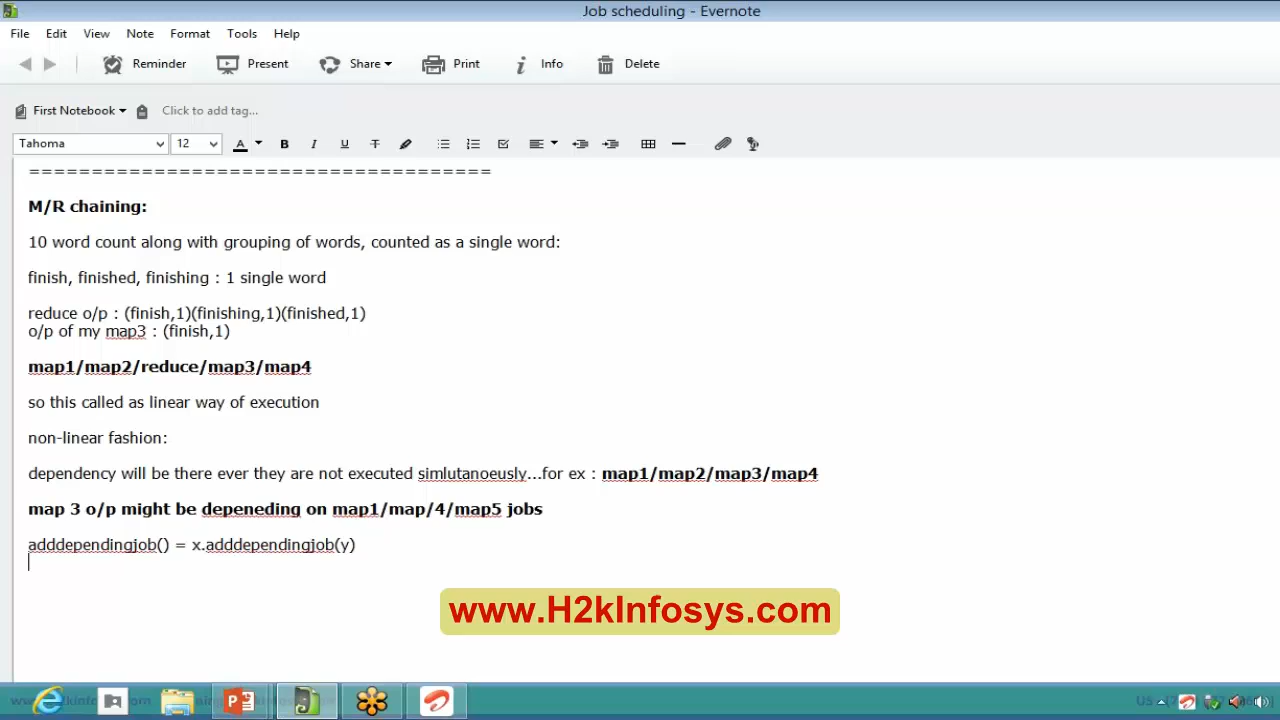 Job scheduling - Evernote
File Edit View Note Format Tools Help
Reminder Present Share Print Info Delete
First Notebook Click to add tag...
Tahoma 12 A B I U T
=====================================
M/R chaining:
10 word count along with grouping of words, counted as a single word:
finish, finished, finishing : 1 single word
reduce o/p : (finish,1)(finishing,1)(finished,1)
o/p of my map3 : (finish,1)
map1/map2/reduce/map3/map4
so this called as linear way of execution
non-linear fashion:
dependency will be there ever they are not executed simlutanoeusly...for ex : map1/map2/map3/map4
map 3 o/p might be depeneding on map1/map/4/map5 jobs
adddependingjob() = x.adddependingjob(y)
www.H2kInfosys.com